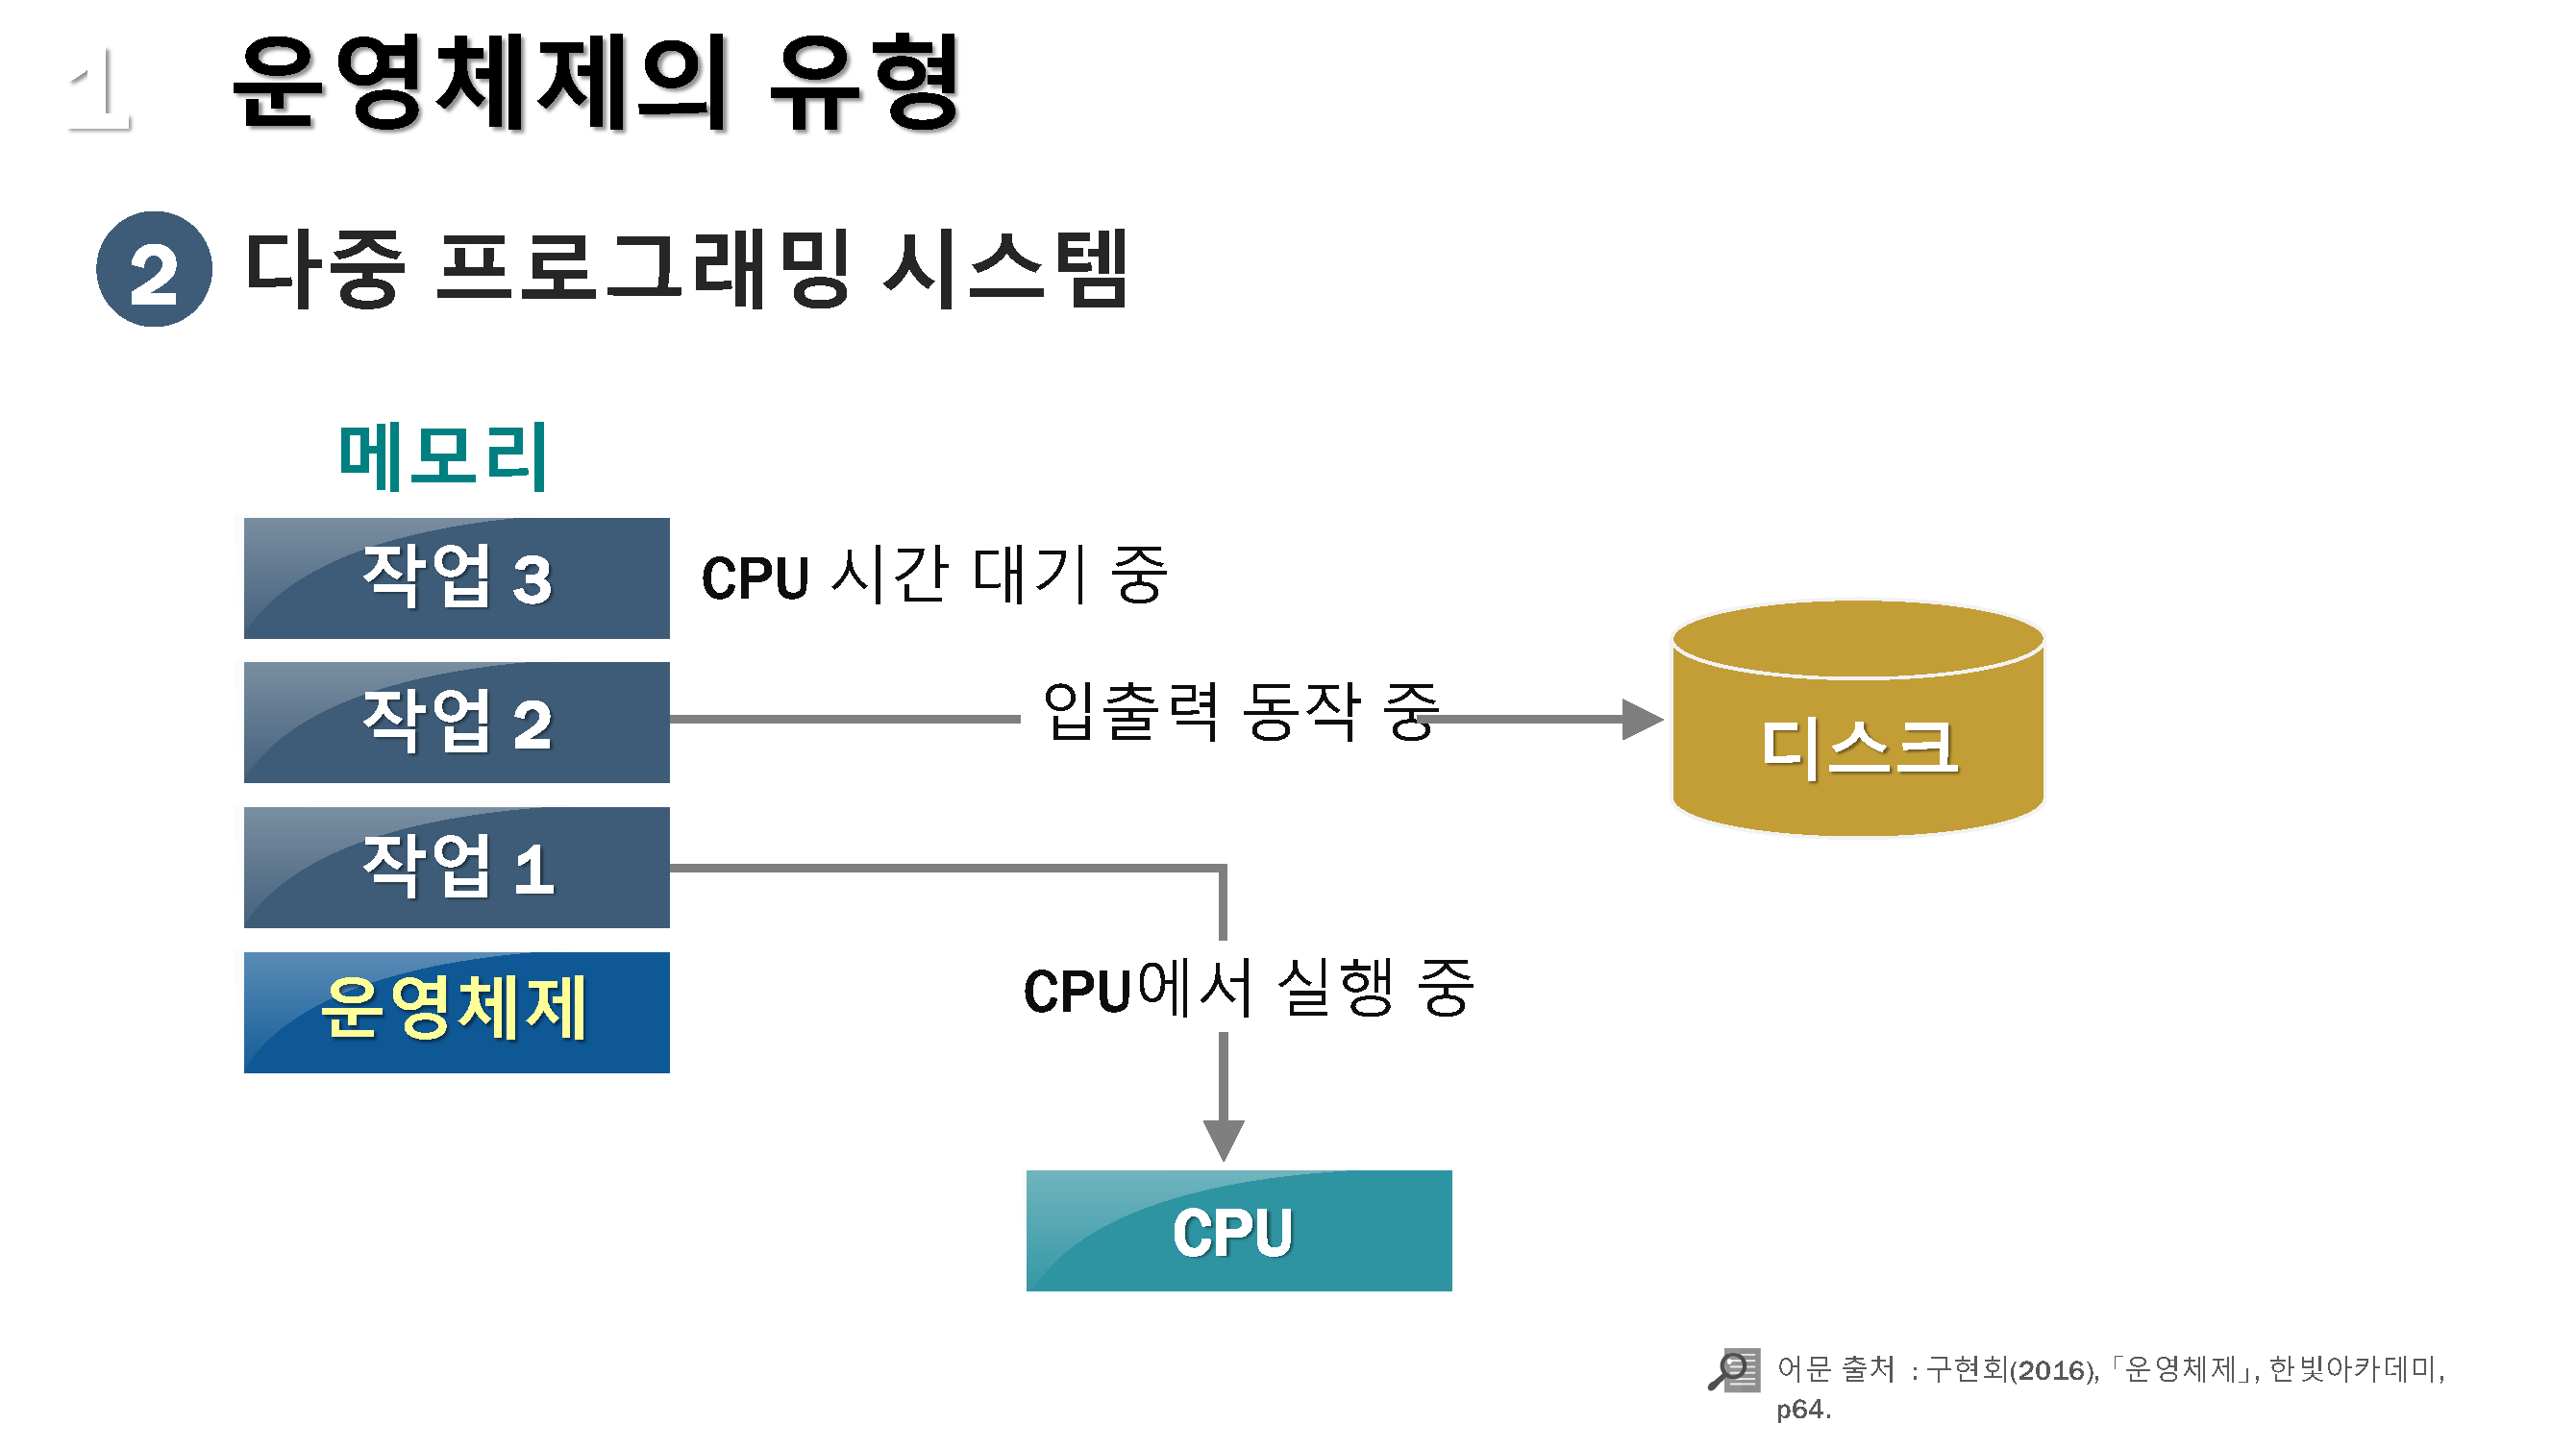 1 운영체제의 유형
2 다중 프로그래밍 시스템
메모리
작업 3 CPU 시간 대기 중
작업 2 입출력 동작 중
디스크
작업 1
운영체제
CPU에서 실행 중
CPU
어문 출처 : 구현회(2016), 「운영체제」, 한빛아카데미,
p64.